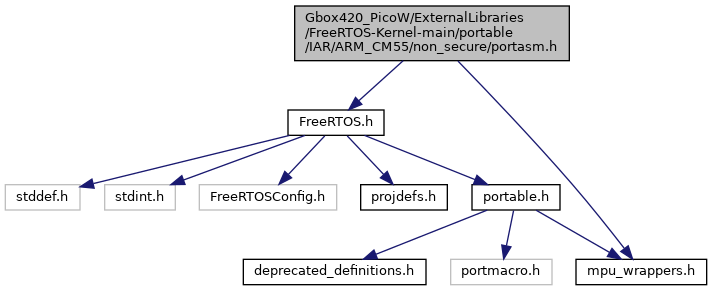 Gbox420_PicoW/ExternalLibraries
/FreeRTOS-Kernel-main/portable
/IAR/ARM_CM55/non_secure/portasm.h
FreeRTOS.h
stddef.h
stdint.h
FreeRTOSConfig.h
projdefs.h
portable.h
deprecated_definitions.h
portmacro.h
mpu_wrappers.h